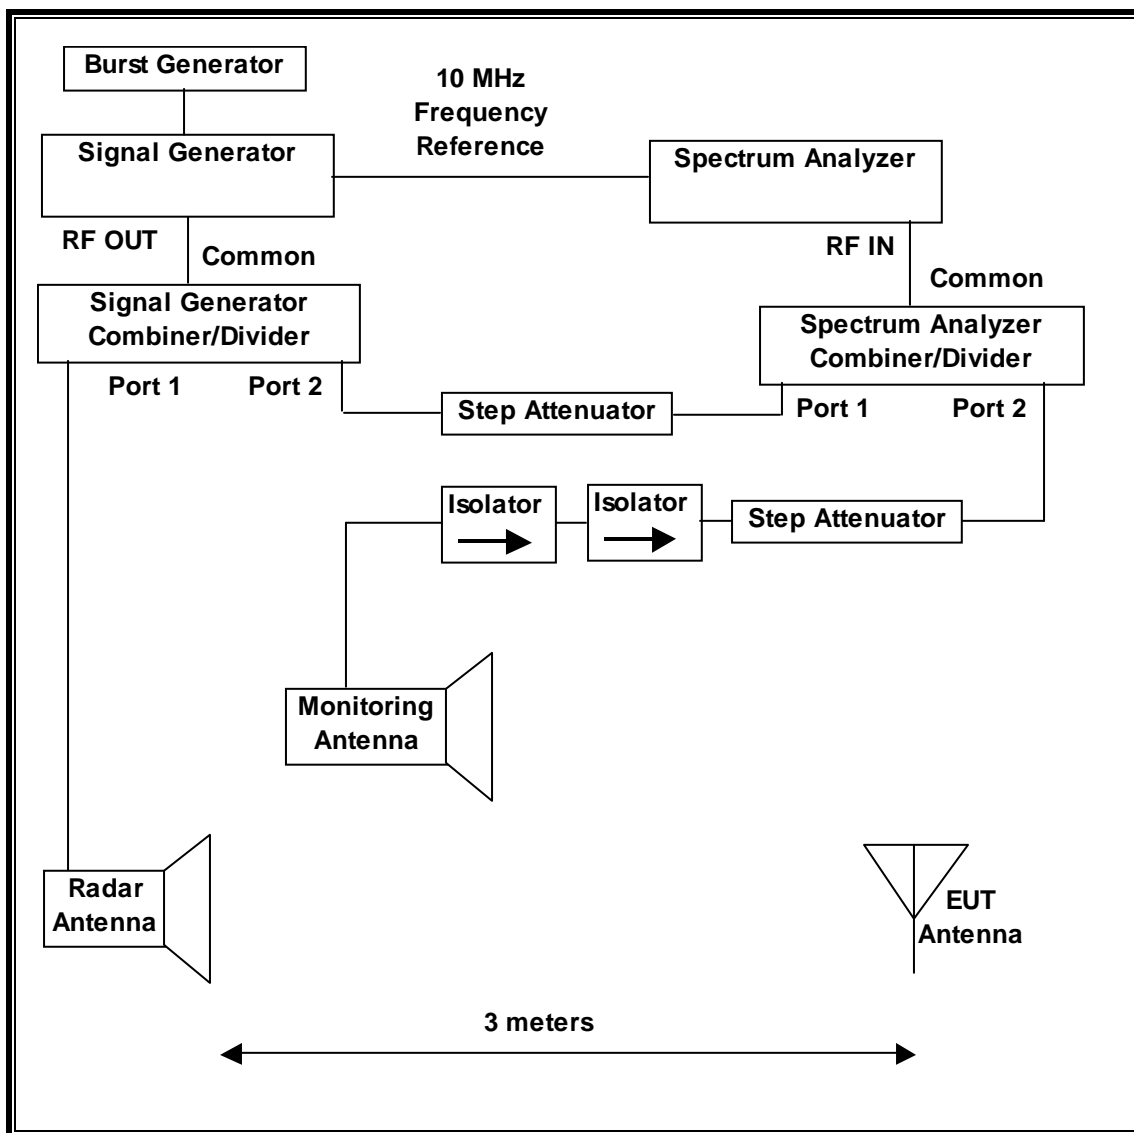 Burst Generator
10 MHz
Frequency
Reference
Signal Generator
Spectrum Analyzer
RF OUT
Common
RF IN
Common
Signal Generator
Combiner/Divider
Spectrum Analyzer
Combiner/Divider
Port 1
Port 2
Step Attenuator
Port 1
Port 2
Isolator
Isolator
Step Attenuator
Monitoring
Antenna
Radar
Antenna
EUT
Antenna
3 meters